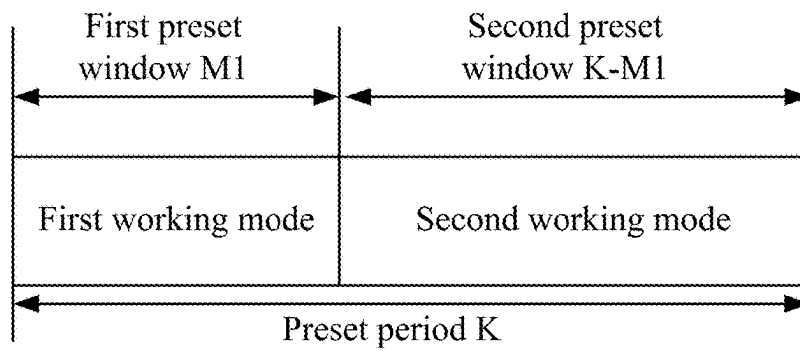 First preset
window M1
Second preset
window K-M1
First working mode
Second working mode
Preset period K